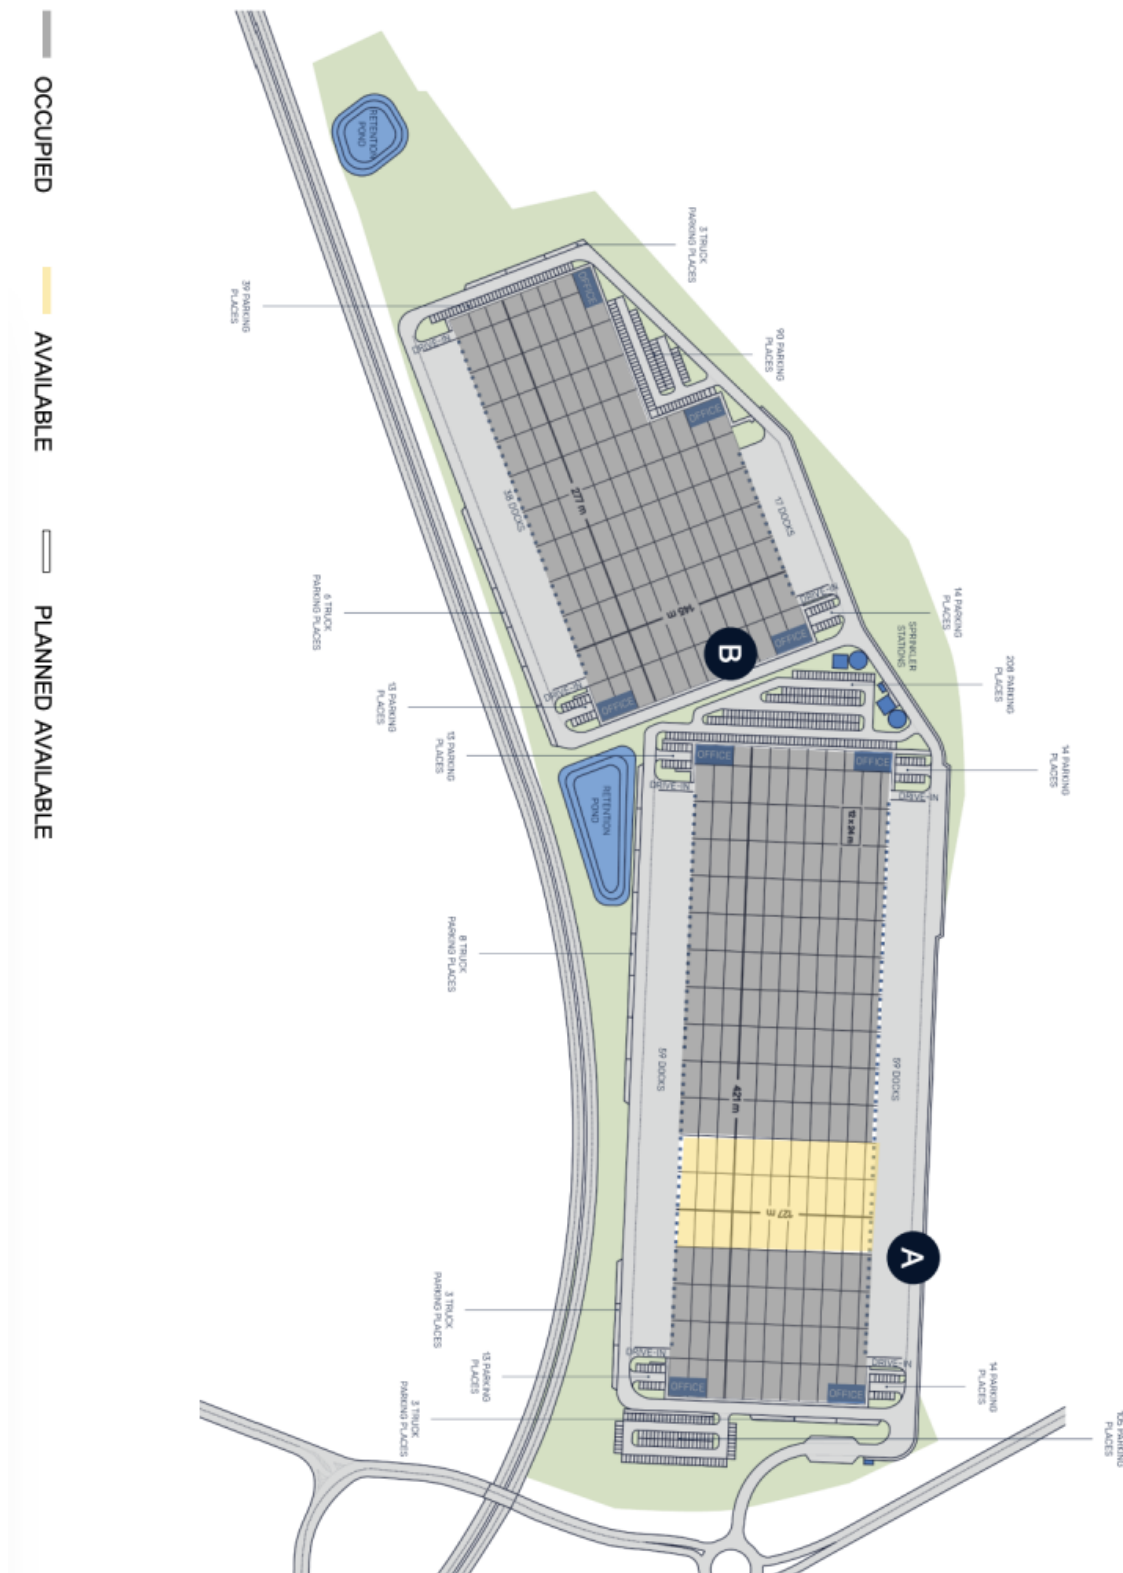 OCCUPIED
AVAILABLE
PLANNED AVAILABLE
RETENTION
POND
3 TRUCK
PARKING PLACES
39 PARKING
PLACES
90 PARKING
PLACES
OFFICE
DRIVE-IN
OFFICE
38 DOCKS
277 m
17 DOCKS
145 m
DRIVE-IN
14 PARKING
PLACES
SPRINKLER
STATIONS
208 PARKING
PLACES
6 TRUCK
PARKING PLACES
OFFICE
B
DRIVE-IN
OFFICE
13 PARKING
PLACES
13 PARKING
PLACES
14 PARKING
PLACES
OFFICE
OFFICE
DRIVE-IN
DRIVE-IN
RETENTION
POND
12 x 24 m
8 TRUCK
PARKING PLACES
59 DOCKS
59 DOCKS
421 m
127 m
A
3 TRUCK
PARKING PLACES
DRIVE-IN
DRIVE-IN
13 PARKING
PLACES
OFFICE
OFFICE
14 PARKING
PLACES
3 TRUCK
PARKING PLACES
PARKING
PLACES